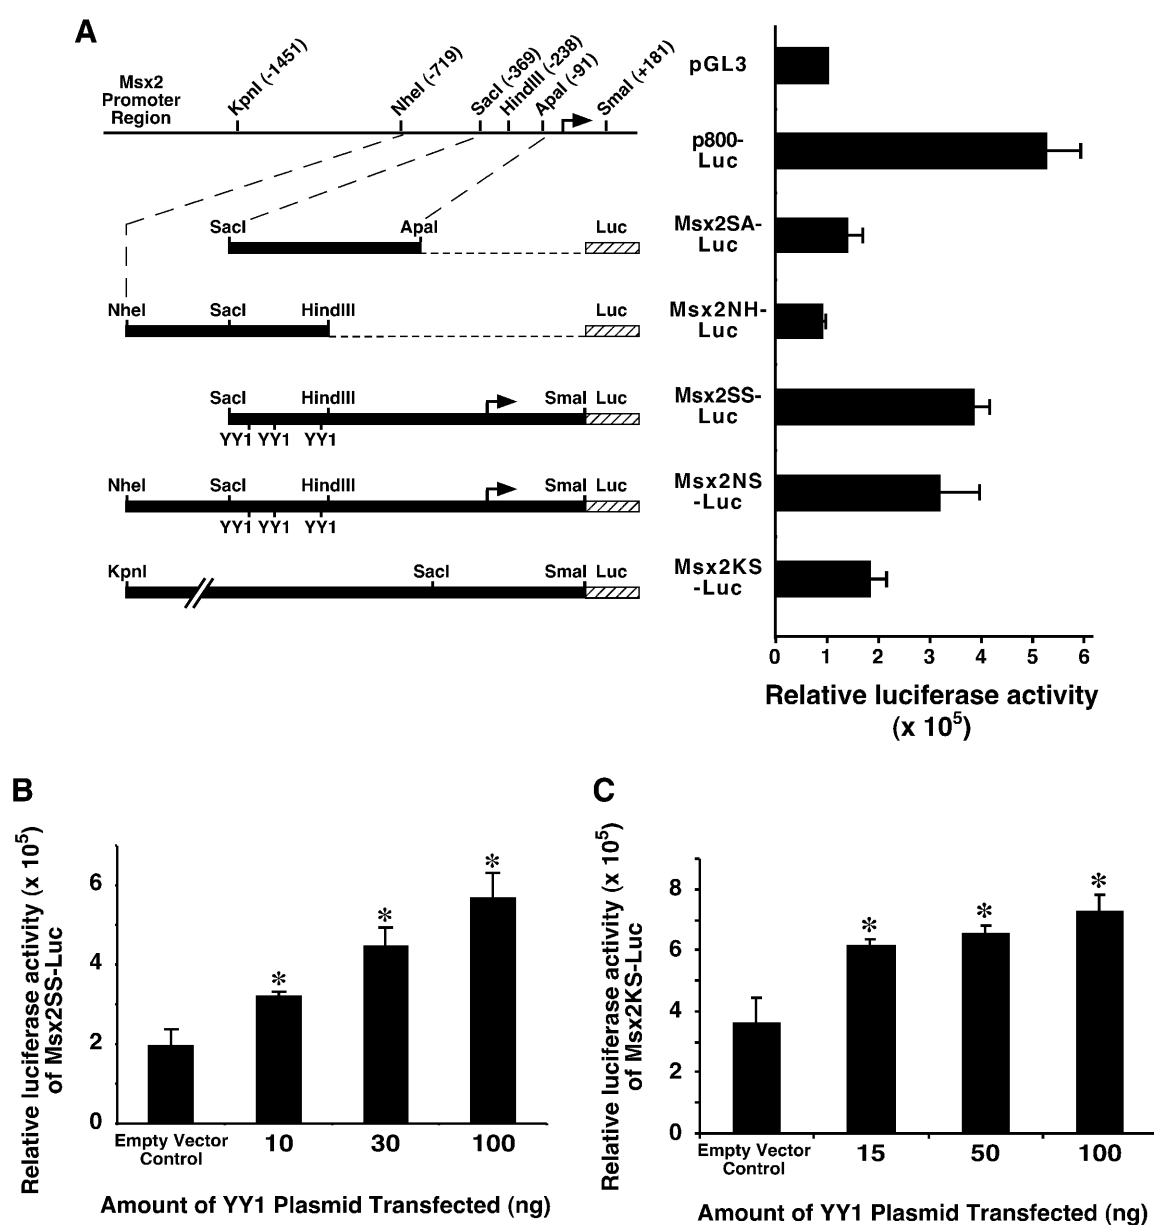 A
Msx2
Promoter
Region
KpnI (-1451)
NheI (-719)
SacI (-369)
HindIII (-238)
ApaI (-91)
SmaI (+181)
SacI ApaI Luc
NheI SacI HindIII Luc
SacI HindIII SmaI Luc
YY1 YY1 YY1
NheI SacI HindIII SmaI Luc
YY1 YY1 YY1
KpnI SacI SmaI Luc
pGL3
p800-
Luc
Msx2SA-
Luc
Msx2NH-
Luc
Msx2SS-
Luc
Msx2NS
-Luc
Msx2KS
-Luc
0 1 2 3 4 5 6
Relative luciferase activity
(x 10⁵)
B
Relative luciferase activity (x 10⁵)
of Msx2SS-Luc
6
4
2
0
* * *
Empty Vector
Control
10 30 100
Amount of YY1 Plasmid Transfected (ng)
C
Relative luciferase activity (x 10⁵)
of Msx2KS-Luc
8
6
4
2
0
* * *
Empty Vector
Control
15 50 100
Amount of YY1 Plasmid Transfected (ng)